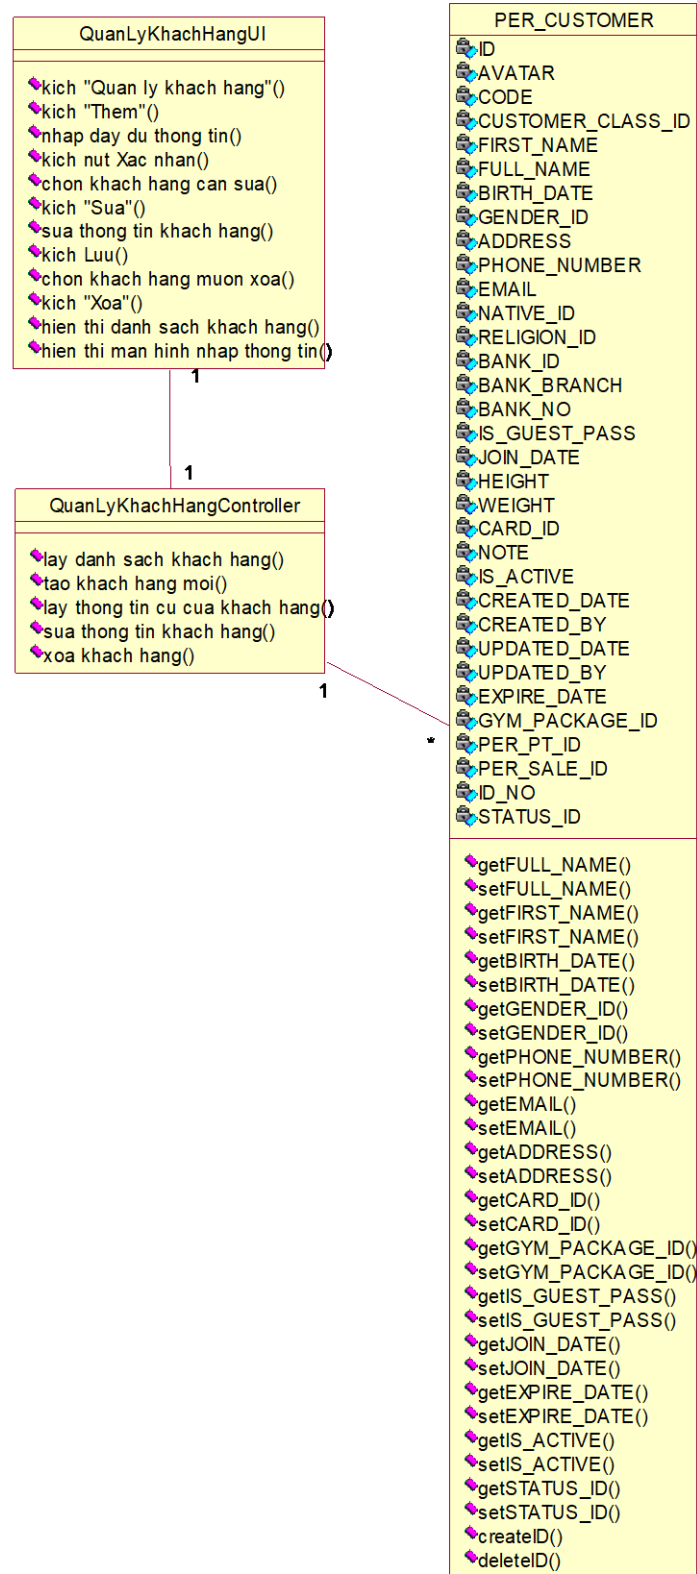 QuanLyKhachHangUI
kich "Quan ly khach hang"()
kich "Them"()
nhap day du thong tin()
kich nut Xac nhan()
chon khach hang can sua()
kich "Sua"()
sua thong tin khach hang()
kich Luu()
chon khach hang muon xoa()
kich "Xoa"()
hien thi danh sach khach hang()
hien thi man hinh nhap thong tin()
1
1
QuanLyKhachHangController
lay danh sach khach hang()
tao khach hang moi()
lay thong tin cu cua khach hang()
sua thong tin khach hang()
xoa khach hang()
1
*
PER_CUSTOMER
ID
AVATAR
CODE
CUSTOMER_CLASS_ID
FIRST_NAME
FULL_NAME
BIRTH_DATE
GENDER_ID
ADDRESS
PHONE_NUMBER
EMAIL
NATIVE_ID
RELIGION_ID
BANK_ID
BANK_BRANCH
BANK_NO
IS_GUEST_PASS
JOIN_DATE
HEIGHT
WEIGHT
CARD_ID
NOTE
IS_ACTIVE
CREATED_DATE
CREATED_BY
UPDATED_DATE
UPDATED_BY
EXPIRE_DATE
GYM_PACKAGE_ID
PER_PT_ID
PER_SALE_ID
ID_NO
STATUS_ID
getFULL_NAME()
setFULL_NAME()
getFIRST_NAME()
setFIRST_NAME()
getBIRTH_DATE()
setBIRTH_DATE()
getGENDER_ID()
setGENDER_ID()
getPHONE_NUMBER()
setPHONE_NUMBER()
getEMAIL()
setEMAIL()
getADDRESS()
setADDRESS()
getCARD_ID()
setCARD_ID()
getGYM_PACKAGE_ID()
setGYM_PACKAGE_ID()
getIS_GUEST_PASS()
setIS_GUEST_PASS()
getJOIN_DATE()
setJOIN_DATE()
getEXPIRE_DATE()
setEXPIRE_DATE()
getIS_ACTIVE()
setIS_ACTIVE()
getSTATUS_ID()
setSTATUS_ID()
createID()
deleteID()